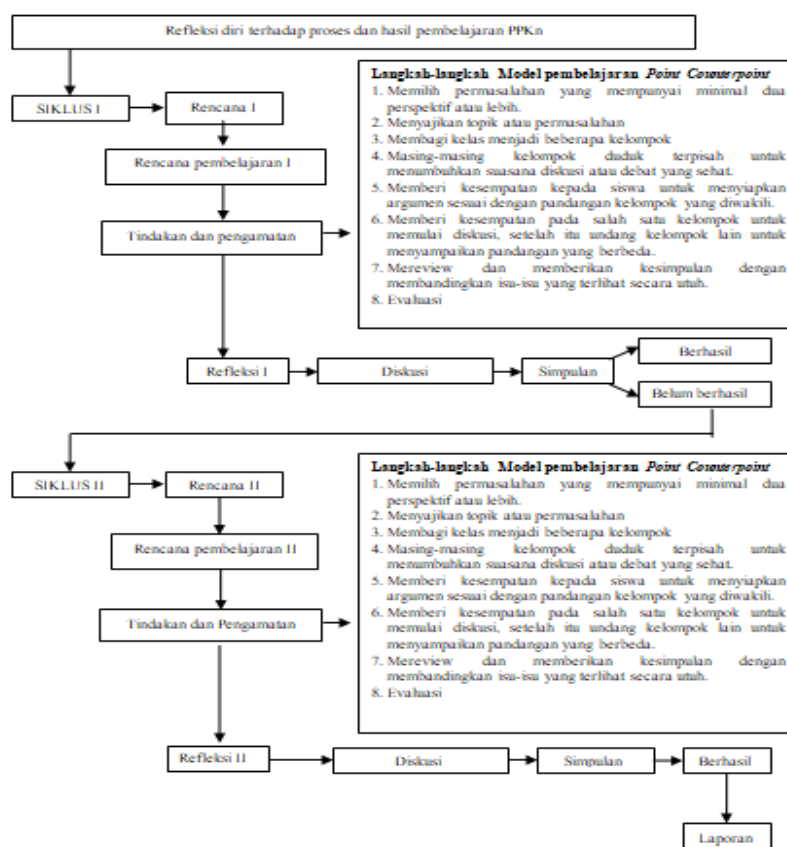 Refleksi diri terhadap proses dan hasil pembelajaran PPKn
SIKLUS I
Rencana I
Rencana pembelajaran I
Tindakan dan pengamatan
Langkah-langkah Model pembelajaran Point Counterpoint
1. Memilih permasalahan yang mempunyai minimal dua
perspektif atau lebih.
2. Menyajikan topik atau permasalahan
3. Membagi kelas menjadi beberapa kelompok
4. Masing-masing kelompok duduk terpisah untuk
menumbuhkan suasana diskusi atau debat yang sehat.
5. Memberi kesempatan kepada siswa untuk menyiapkan
argumen sesuai dengan pandangan kelompok yang diwakili.
6. Memberi kesempatan pada salah satu kelompok untuk
memulai diskusi, setelah itu undang kelompok lain untuk
menyampaikan pandangan yang berbeda.
7. Mereview dan memberikan kesimpulan dengan
membandingkan isu-isu yang terlihat secara utuh.
8. Evaluasi
Refleksi I
Diskusi
Simpulan
Berhasil
Belum berhasil
SIKLUS II
Rencana II
Rencana pembelajaran II
Tindakan dan Pengamatan
Langkah-langkah Model pembelajaran Point Counterpoint
1. Memilih permasalahan yang mempunyai minimal dua
perspektif atau lebih.
2. Menyajikan topik atau permasalahan
3. Membagi kelas menjadi beberapa kelompok
4. Masing-masing kelompok duduk terpisah untuk
menumbuhkan suasana diskusi atau debat yang sehat.
5. Memberi kesempatan kepada siswa untuk menyiapkan
argumen sesuai dengan pandangan kelompok yang diwakili.
6. Memberi kesempatan pada salah satu kelompok untuk
memulai diskusi, setelah itu undang kelompok lain untuk
menyampaikan pandangan yang berbeda.
7. Mereview dan memberikan kesimpulan dengan
membandingkan isu-isu yang terlihat secara utuh.
8. Evaluasi
Refleksi II
Diskusi
Simpulan
Berhasil
Laporan